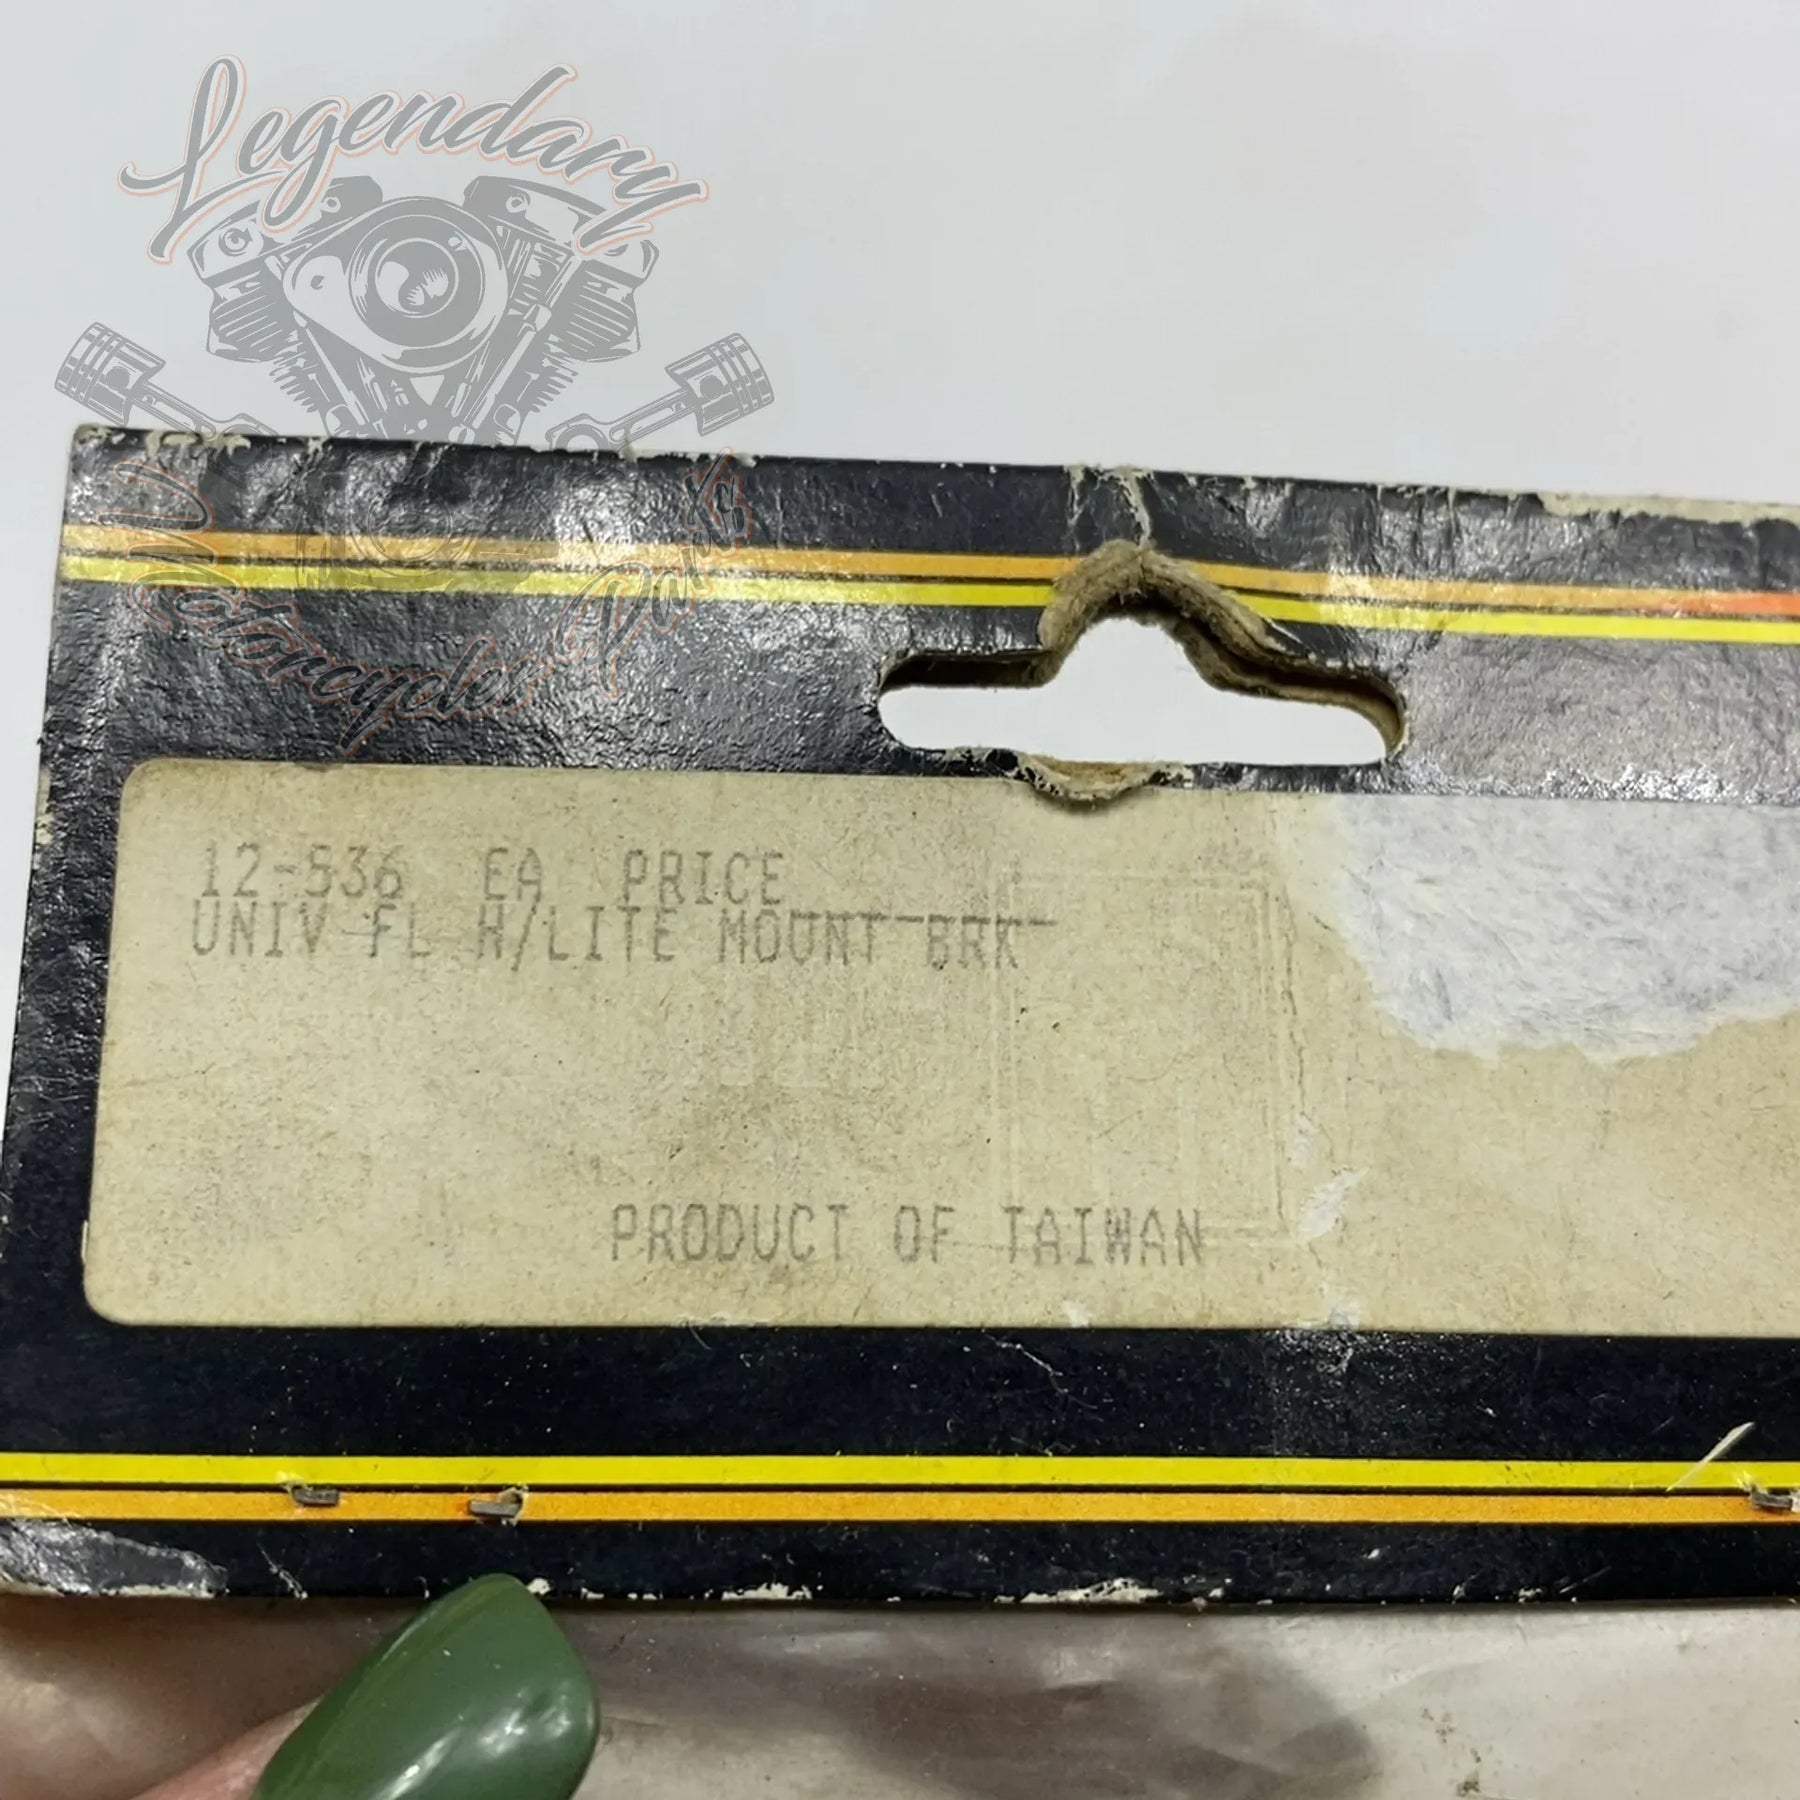 Legendary
Motorcycles Parts
12-536 EA PRICE
UNIV FL H/LITE MOUNT BRK
PRODUCT OF TAIWAN